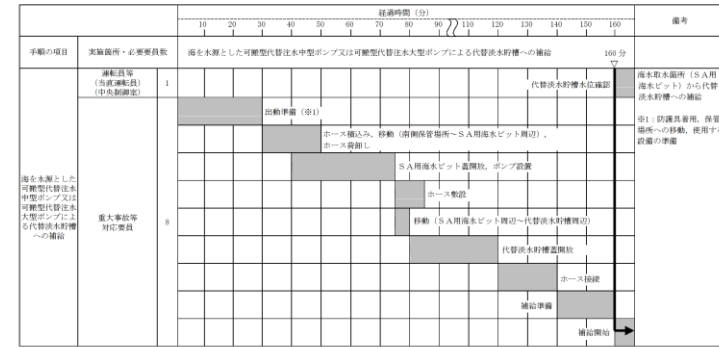 経過時間（分）
備考
10 20 30 40 50 60 70 80 90 100 110 120 130 140 150 160
手順の項目
実施箇所・必要要員数
海を水源とした可搬型代替注水中型ポンプ又は可搬型代替注水大型ポンプによる代替淡水貯槽への補給
160 分
▽
海を水源とした
可搬型代替注水
中型ポンプ又は
可搬型代替注水
大型ポンプによ
る代替淡水貯槽
への補給
運転員等
（当直運転員）
（中央制御室）
1
代替淡水貯槽水位確認
重大事故等
対応要員
8
出動準備（※1）
ホース積込み、移動（南側保管場所～ＳＡ用海水ピット周辺）、
ホース荷卸し
ＳＡ用海水ピット蓋開放，ポンプ設置
ホース敷設
移動（ＳＡ用海水ピット周辺～代替淡水貯槽周辺）
代替淡水貯槽蓋開放
ホース接続
補給準備
補給開始
海水取水箇所（ＳＡ用
海水ピット）から代替
淡水貯槽への補給
※1：防護具着用，保管
場所への移動，使用する
設備の準備